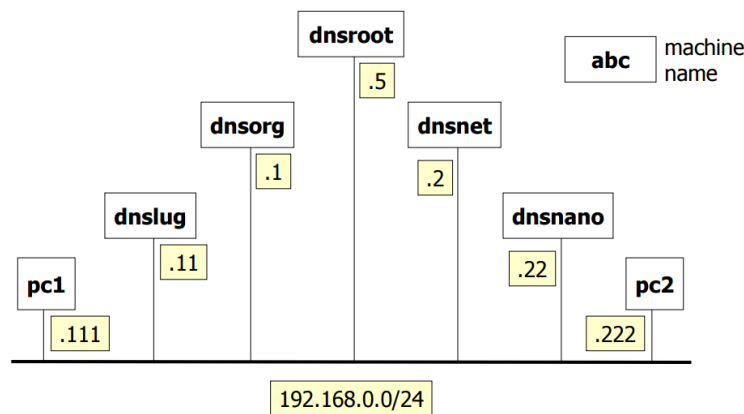 dnsroot
.5
abc
machine
name
dnsorg
.1
dnsnet
.2
dnslug
.11
dnsnano
.22
pc1
.111
pc2
.222
192.168.0.0/24